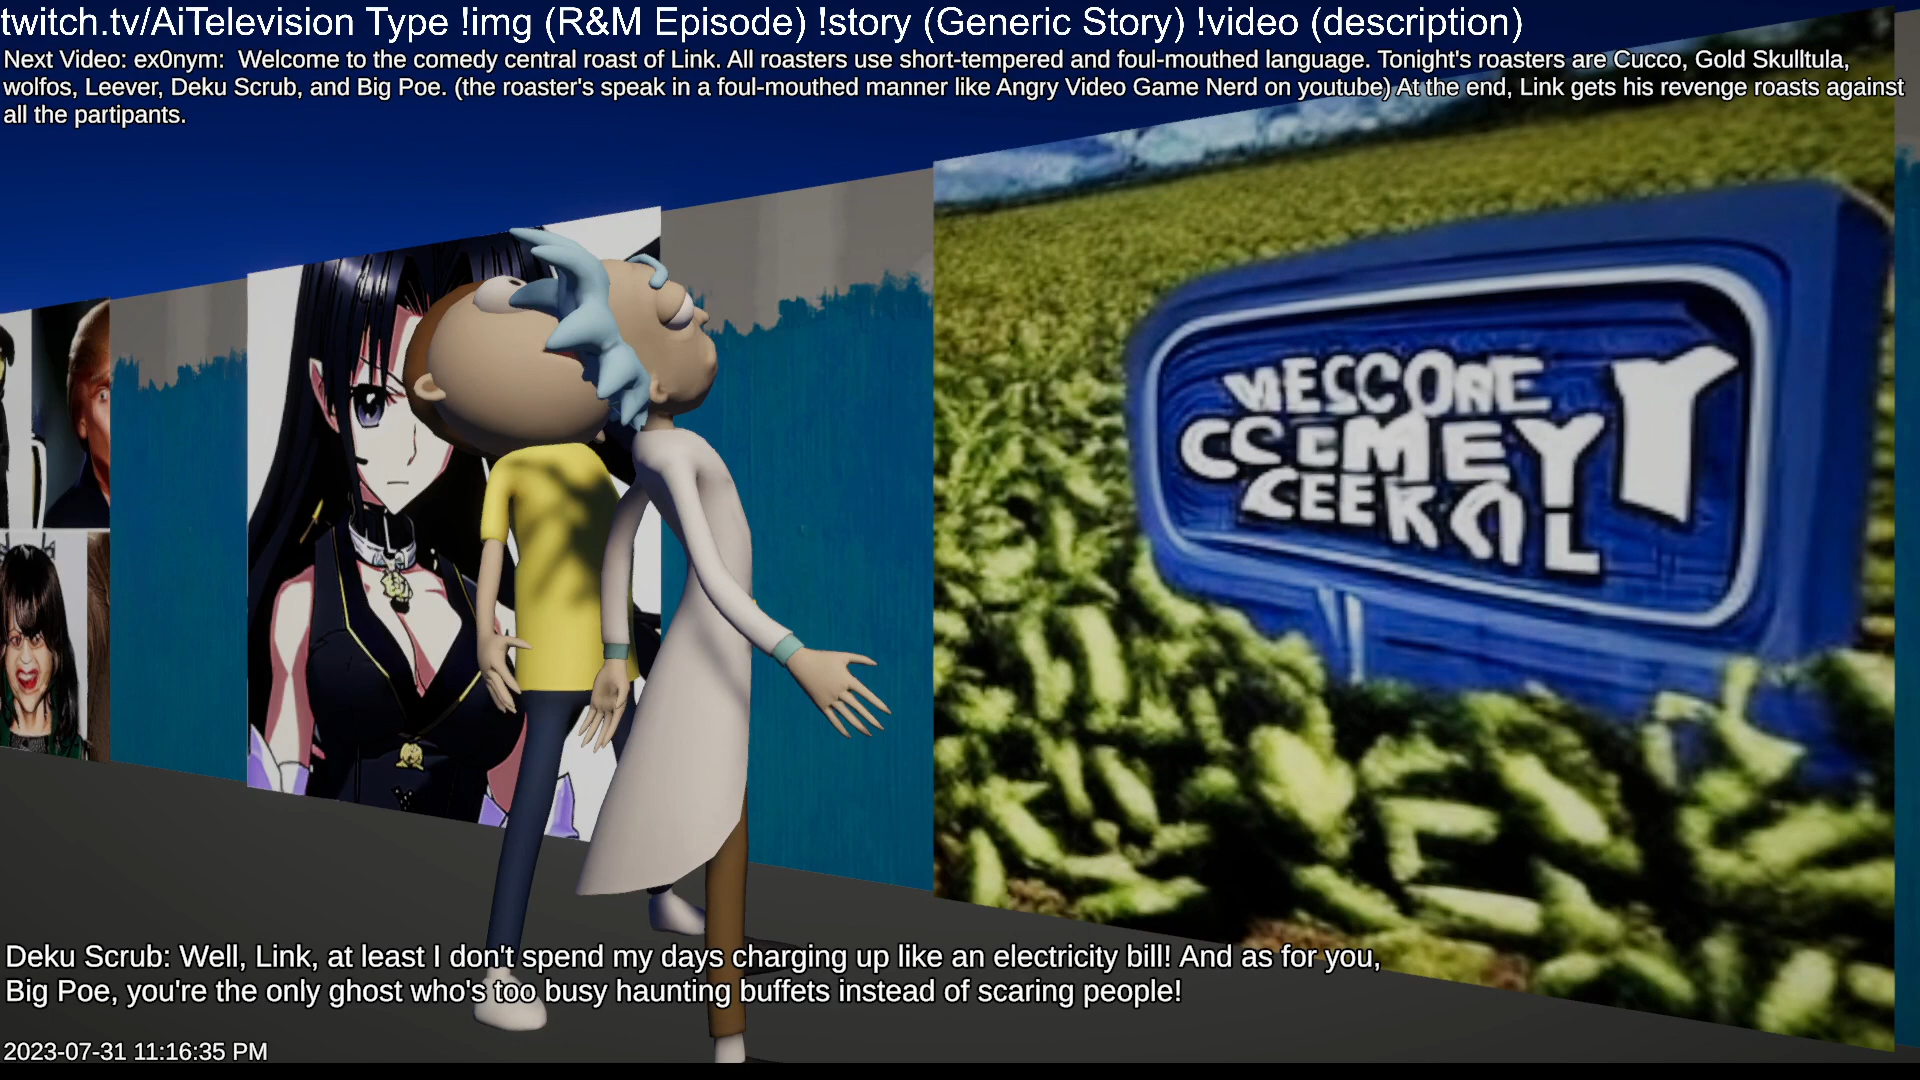 twitch.tv/AiTelevision Type !img (R&M Episode) !story (Generic Story) !video (description)
Next Video: ex0nym:  Welcome to the comedy central roast of Link. All roasters use short-tempered and foul-mouthed language. Tonight's roasters are Cucco, Gold Skulltula,
wolfos, Leever, Deku Scrub, and Big Poe. (the roaster's speak in a foul-mouthed manner like Angry Video Game Nerd on youtube) At the end, Link gets his revenge roasts against
all the partipants.
Deku Scrub: Well, Link, at least I don't spend my days charging up like an electricity bill! And as for you,
Big Poe, you're the only ghost who's too busy haunting buffets instead of scaring people!
2023-07-31 11:16:35 PM